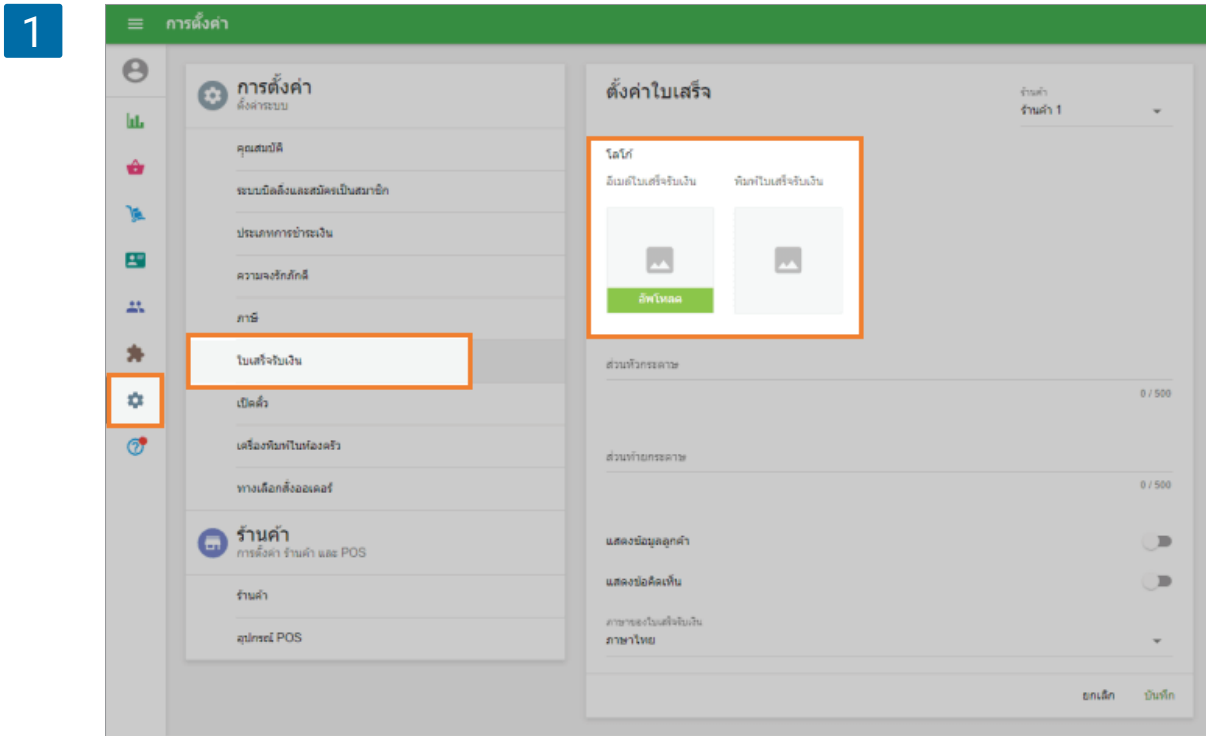 1
การตั้งค่า
การตั้งค่า
ตั้งค่าระบบ
คุณสมบัติ
ระบบบิลลิ่งและสมัครเป็นสมาชิก
ประเภทการชำระเงิน
ความจงรักภักดี
ภาษี
ใบเสร็จรับเงิน
เปิดตั๋ว
เครื่องพิมพ์ในห้องครัว
ทางเลือกสั่งออเดอร์
ร้านค้า
การตั้งค่า ร้านค้า และ POS
ร้านค้า
อุปกรณ์ POS
ตั้งค่าใบเสร็จ
ร้านค้า
ร้านค้า 1
โลโก้
อีเมล์ใบเสร็จรับเงิน พิมพ์ใบเสร็จรับเงิน
อัพโหลด
ส่วนหัวกระดาษ
0 / 500
ส่วนท้ายกระดาษ
0 / 500
แสดงข้อมูลลูกค้า
แสดงข้อคิดเห็น
ภาษาของใบเสร็จรับเงิน
ภาษาไทย
ยกเลิก บันทึก